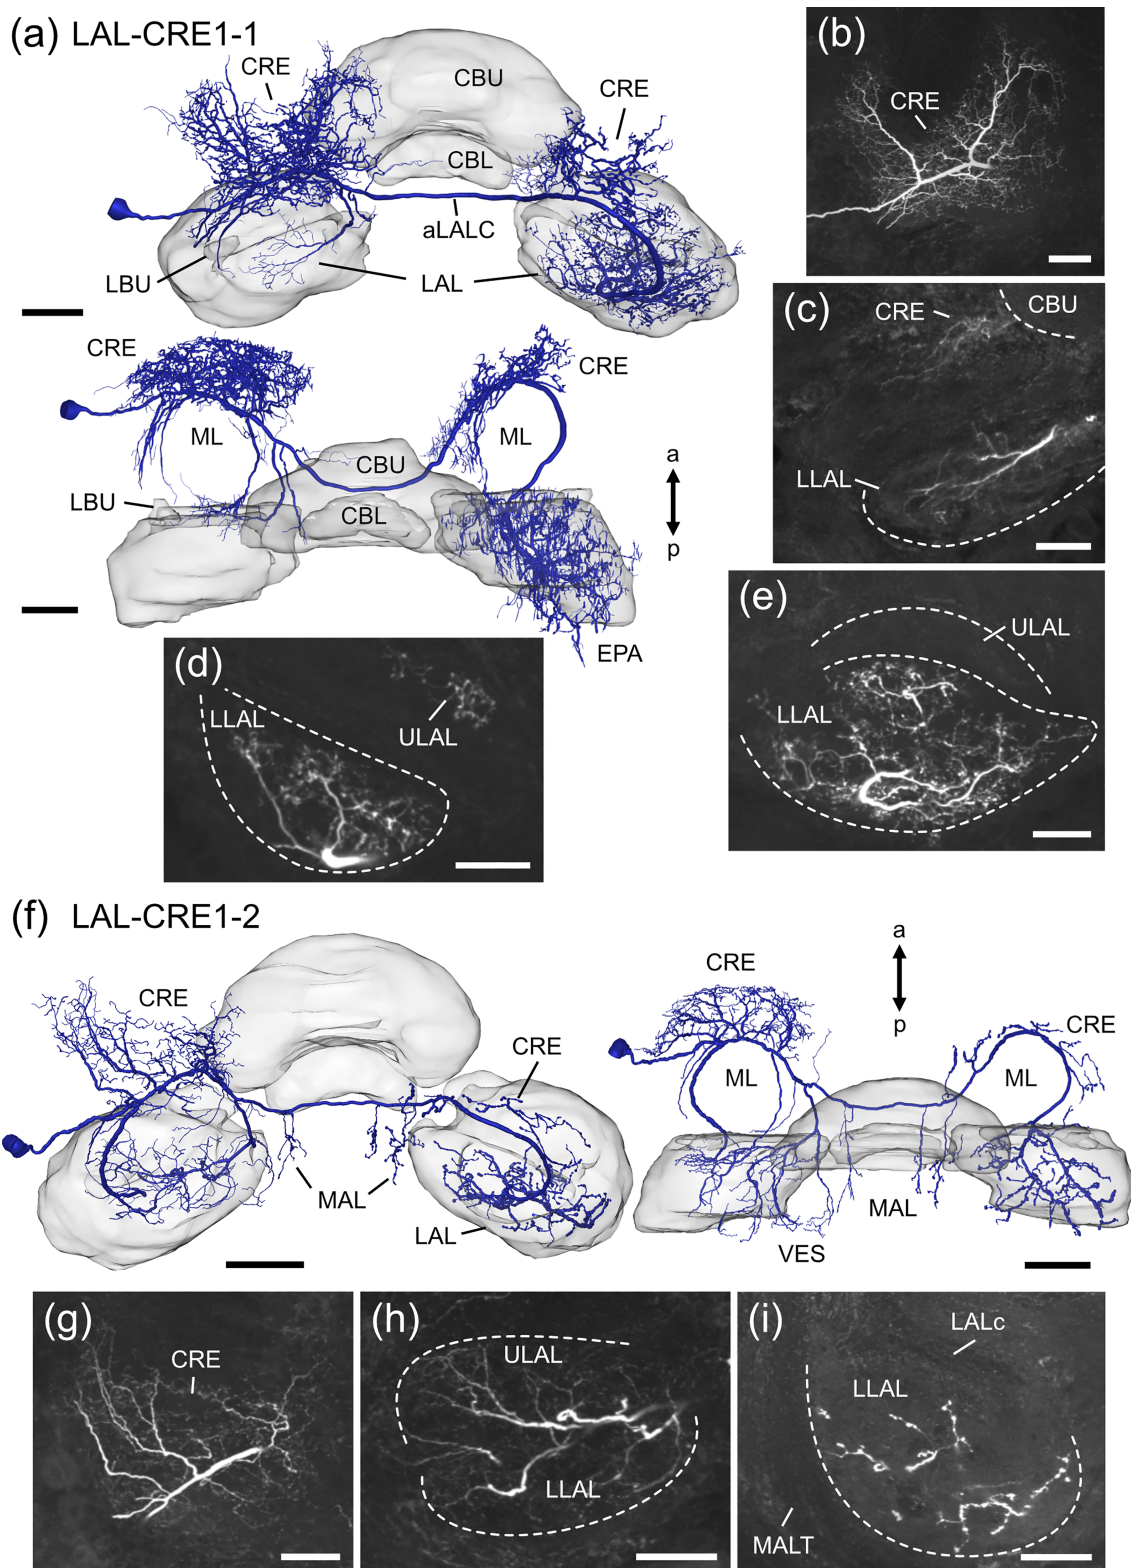 (a) LAL-CRE1-1
CRE
CBU
CRE
CBL
aLALC
LBU
LAL
(b)
CRE
(c)
CRE
CBU
LLAL
CRE
CRE
ML
ML
CBU
LBU
CBL
a
p
EPA
(d)
LLAL
ULAL
(e)
ULAL
LLAL
(f) LAL-CRE1-2
CRE
CRE
MAL
LAL
a
p
CRE
CRE
ML
ML
MAL
VES
(g)
CRE
(h)
ULAL
LLAL
(i)
LALc
LLAL
MALT